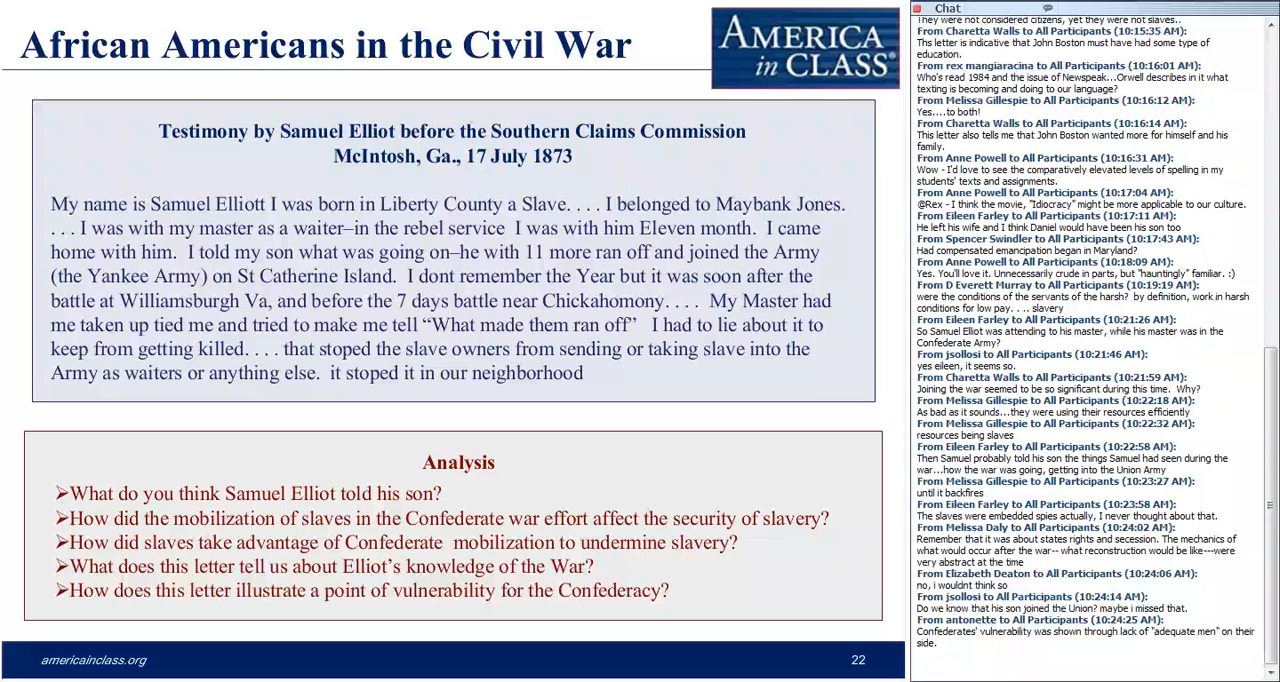 African Americans in the Civil War
AMERICA
in CLASS®
Testimony by Samuel Elliot before the Southern Claims Commission
McIntosh, Ga., 17 July 1873
My name is Samuel Elliott I was born in Liberty County a Slave. . . . I belonged to Maybank Jones.
. . . I was with my master as a waiter–in the rebel service  I was with him Eleven month.  I came
home with him.  I told my son what was going on–he with 11 more ran off and joined the Army
(the Yankee Army) on St Catherine Island.  I dont remember the Year but it was soon after the
battle at Williamsburgh Va, and before the 7 days battle near Chickahomony. . . .  My Master had
me taken up tied me and tried to make me tell “What made them ran off”   I had to lie about it to
keep from getting killed. . . . that stoped the slave owners from sending or taking slave into the
Army as waiters or anything else.  it stoped it in our neighborhood
Analysis
➢What do you think Samuel Elliot told his son?
➢How did the mobilization of slaves in the Confederate war effort affect the security of slavery?
➢How did slaves take advantage of Confederate  mobilization to undermine slavery?
➢What does this letter tell us about Elliot’s knowledge of the War?
➢How does this letter illustrate a point of vulnerability for the Confederacy?
americainclass.org
22
Chat
They were not considered citizens, yet they were not slaves..
From Charetta Walls to All Participants (10:15:35 AM):
This letter is indicative that John Boston must have had some type of
education.
From rex mangiaracina to All Participants (10:16:01 AM):
Who's read 1984 and the issue of Newspeak...Orwell describes in it what
texting is becoming and doing to our language?
From Melissa Gillespie to All Participants (10:16:12 AM):
Yes....to both!
From Charetta Walls to All Participants (10:16:14 AM):
This letter also tells me that John Boston wanted more for himself and his
family.
From Anne Powell to All Participants (10:16:31 AM):
Wow - I'd love to see the comparatively elevated levels of spelling in my
students' texts and assignments.
From Anne Powell to All Participants (10:17:04 AM):
@Rex - I think the movie, "Idiocracy" might be more applicable to our culture.
From Eileen Farley to All Participants (10:17:11 AM):
He left his wife and I think Daniel would have been his son too
From Spencer Swindler to All Participants (10:17:43 AM):
Had compensated emancipation began in Maryland?
From Anne Powell to All Participants (10:18:09 AM):
Yes. You'll love it. Unnecessarily crude in parts, but "hauntingly" familiar. :)
From D Everett Murray to All Participants (10:19:19 AM):
were the conditions of the servants of the harsh?  by definition, work in harsh
conditions for low pay. . . . slavery
From Eileen Farley to All Participants (10:21:26 AM):
So Samuel Elliot was attending to his master, while his master was in the
Confederate Army?
From jsollosi to All Participants (10:21:46 AM):
yes eileen, it seems so.
From Charetta Walls to All Participants (10:21:59 AM):
Joining the war seemed to be so significant during this time.  Why?
From Melissa Gillespie to All Participants (10:22:18 AM):
As bad as it sounds...they were using their resources efficiently
From Melissa Gillespie to All Participants (10:22:32 AM):
resources being slaves
From Eileen Farley to All Participants (10:22:58 AM):
Then Samuel probably told his son the things Samuel had seen during the
war...how the war was going, getting into the Union Army
From Melissa Gillespie to All Participants (10:23:27 AM):
until it backfires
From Eileen Farley to All Participants (10:23:58 AM):
The slaves were embedded spies actually, I never thought about that.
From Melissa Daly to All Participants (10:24:02 AM):
Remember that it was about states rights and secession. The mechanics of
what would occur after the war-- what reconstruction would be like---were
very abstract at the time
From Elizabeth Deaton to All Participants (10:24:06 AM):
no, i wouldnt think so
From jsollosi to All Participants (10:24:14 AM):
Do we know that his son joined the Union? maybe i missed that.
From antonette to All Participants (10:24:25 AM):
Confederates' vulnerability was shown through lack of "adequate men" on their
side.